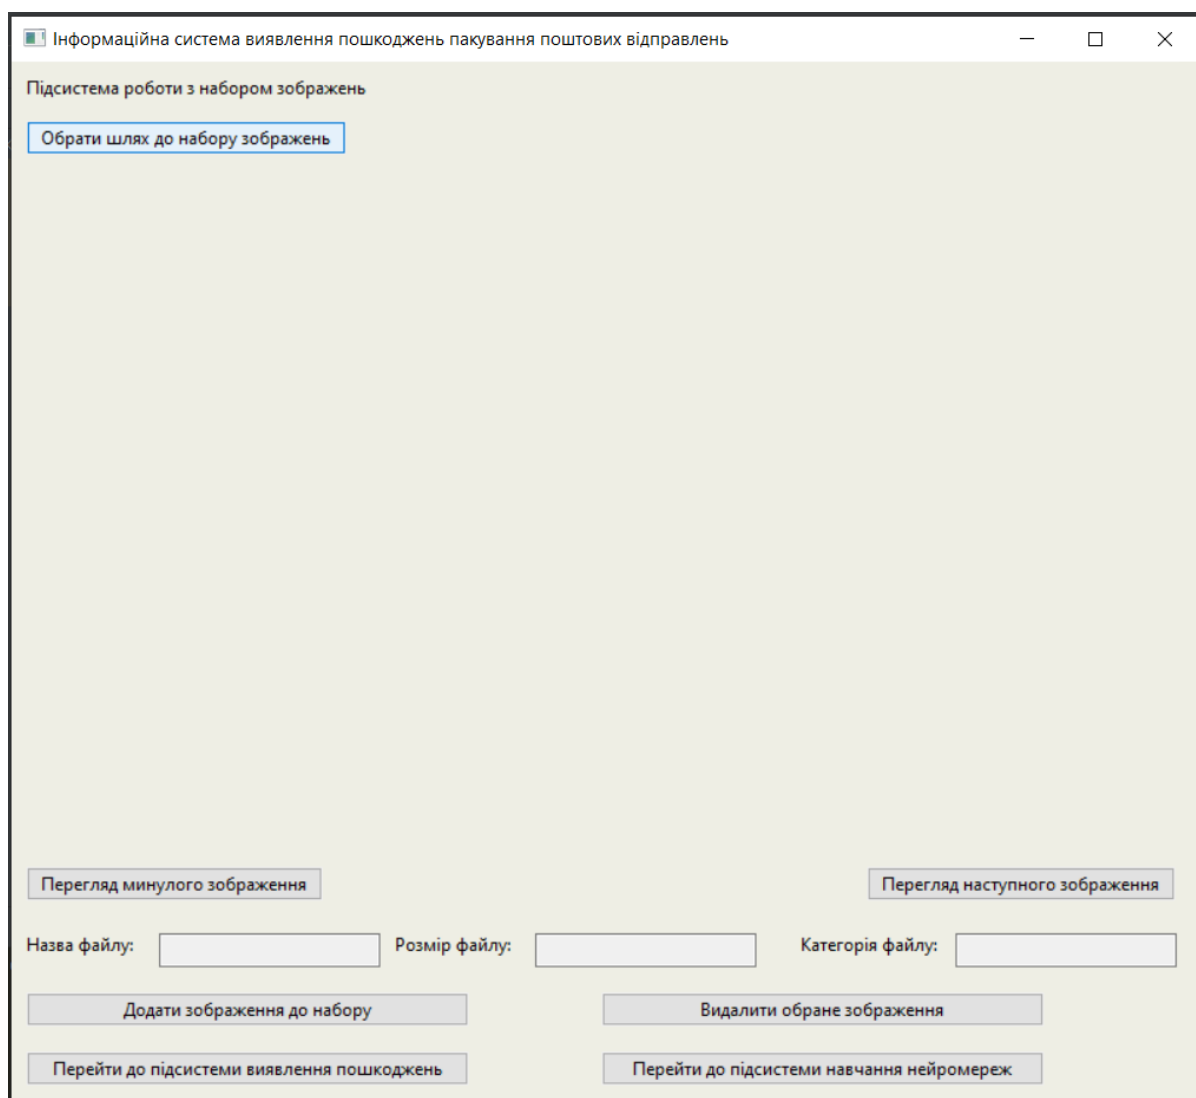 Інформаційна система виявлення пошкоджень пакування поштових відправлень
Підсистема роботи з набором зображень
Обрати шлях до набору зображень
Перегляд минулого зображення
Перегляд наступного зображення
Назва файлу:
Розмір файлу:
Категорія файлу:
Додати зображення до набору
Видалити обране зображення
Перейти до підсистеми виявлення пошкоджень
Перейти до підсистеми навчання нейромереж